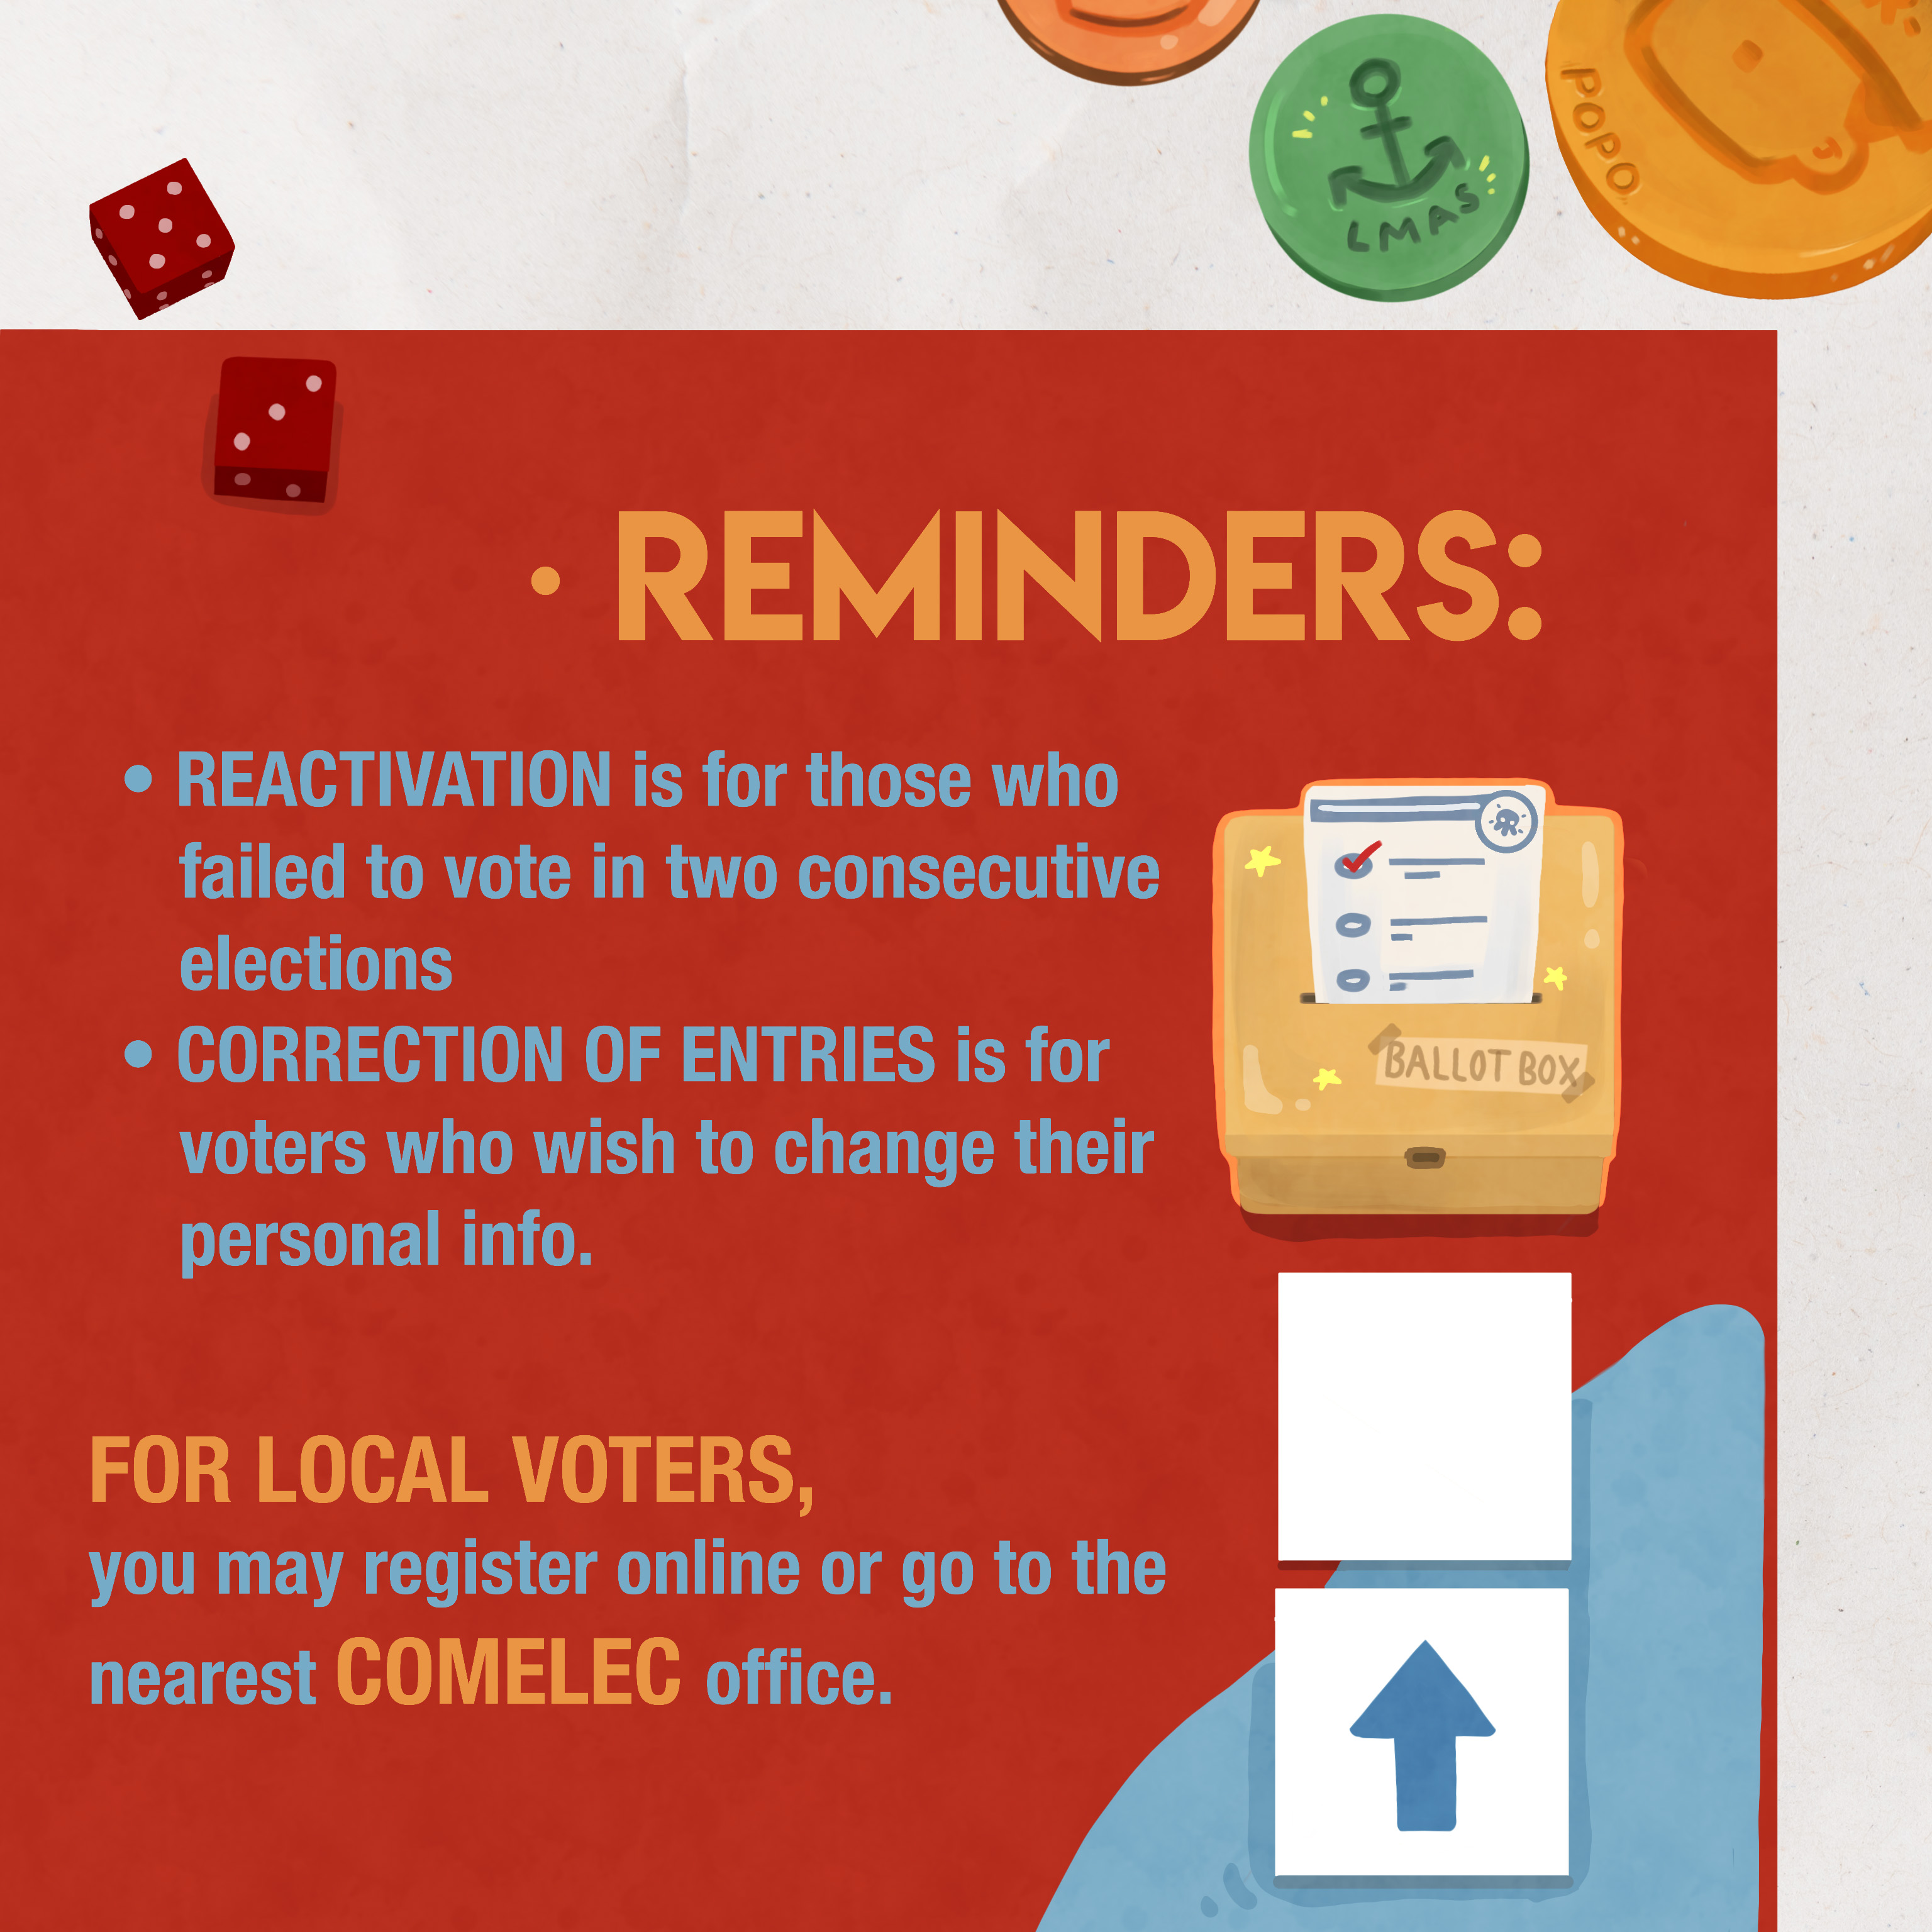 POPO
LMAS
• REMINDERS:
• REACTIVATION is for those who
failed to vote in two consecutive
elections
• CORRECTION OF ENTRIES is for
voters who wish to change their
personal info.
BALLOT BOX
FOR LOCAL VOTERS,
you may register online or go to the
nearest COMELEC office.